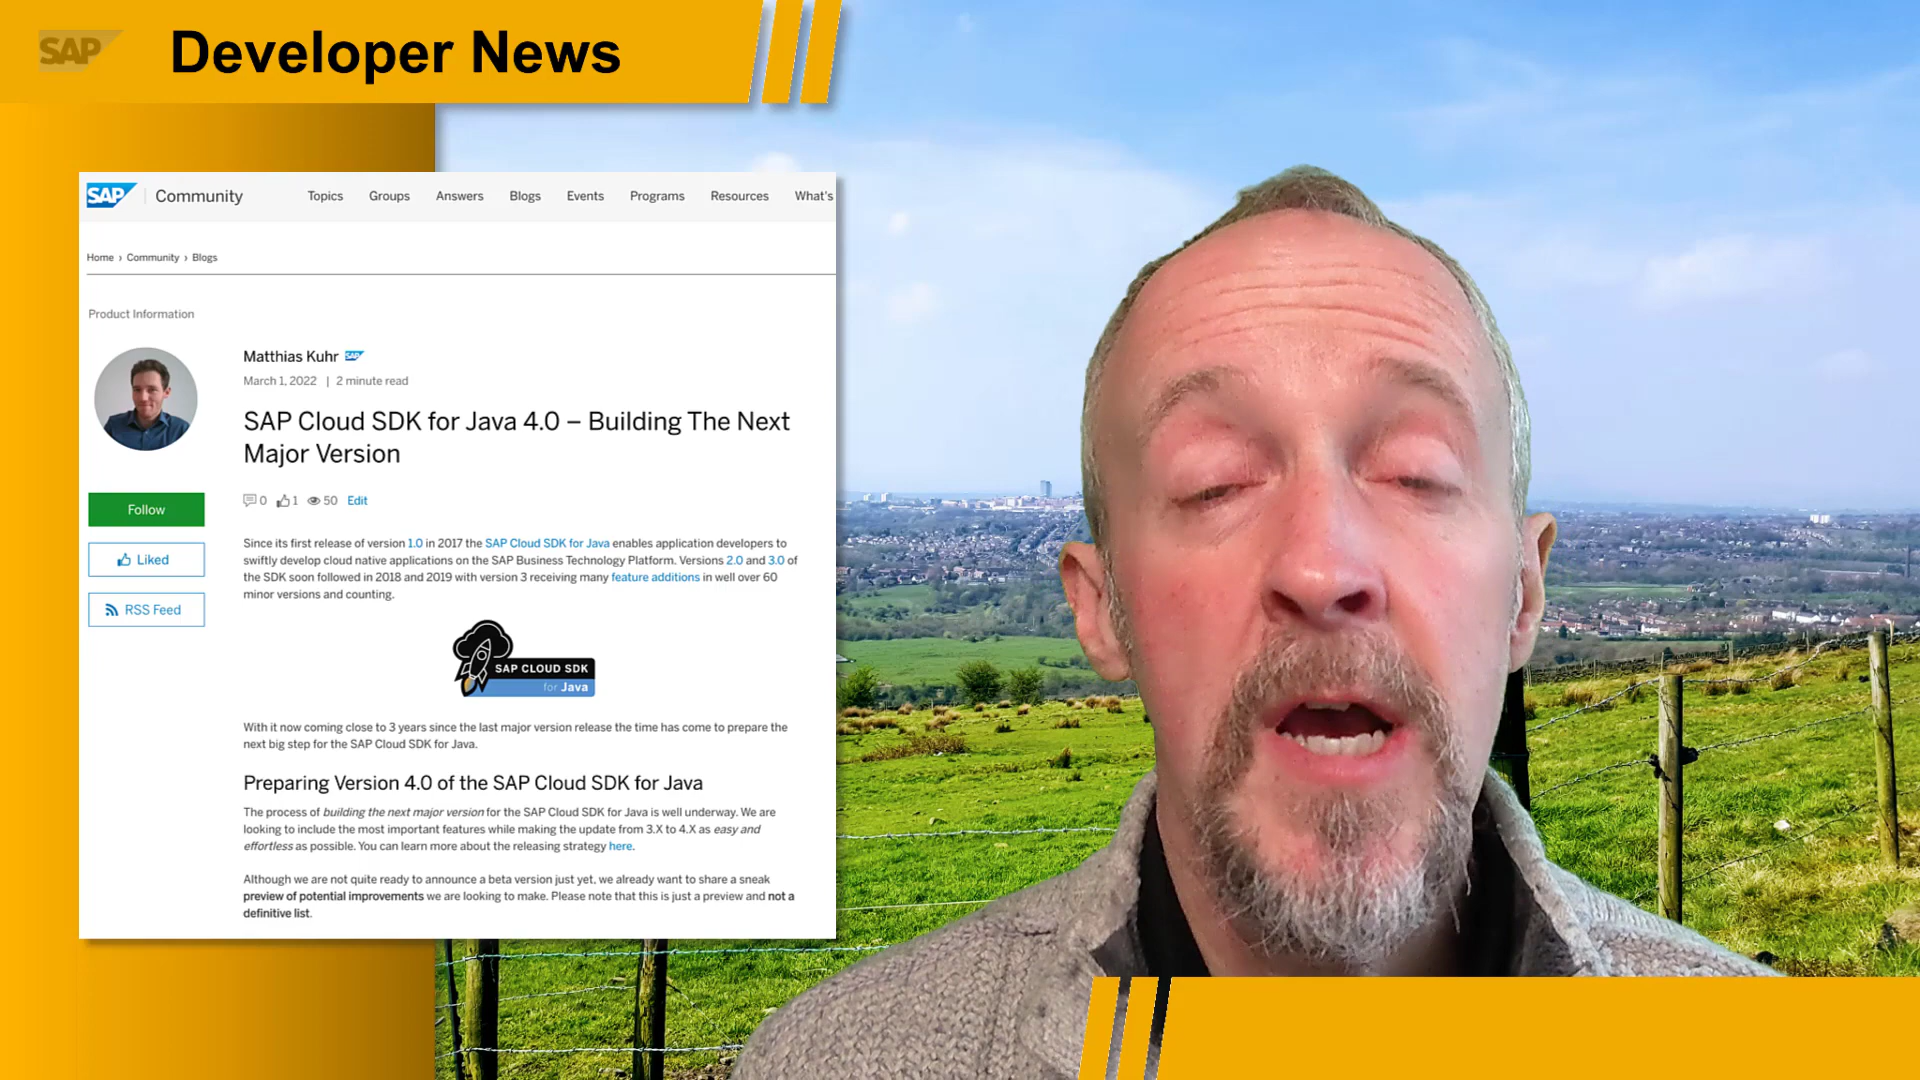 SAP Developer News
SAP Community Topics Groups Answers Blogs Events Programs Resources What's
Home › Community › Blogs
Product Information
Matthias Kuhr SAP
March 1, 2022 | 2 minute read
SAP Cloud SDK for Java 4.0 – Building The Next
Major Version
0 1 50 Edit
Follow
Liked
RSS Feed
Since its first release of version 1.0 in 2017 the SAP Cloud SDK for Java enables application developers to
swiftly develop cloud native applications on the SAP Business Technology Platform. Versions 2.0 and 3.0 of
the SDK soon followed in 2018 and 2019 with version 3 receiving many feature additions in well over 60
minor versions and counting.
SAP CLOUD SDK
for Java
With it now coming close to 3 years since the last major version release the time has come to prepare the
next big step for the SAP Cloud SDK for Java.
Preparing Version 4.0 of the SAP Cloud SDK for Java
The process of building the next major version for the SAP Cloud SDK for Java is well underway. We are
looking to include the most important features while making the update from 3.X to 4.X as easy and
effortless as possible. You can learn more about the releasing strategy here.
Although we are not quite ready to announce a beta version just yet, we already want to share a sneak
preview of potential improvements we are looking to make. Please note that this is just a preview and not a
definitive list.